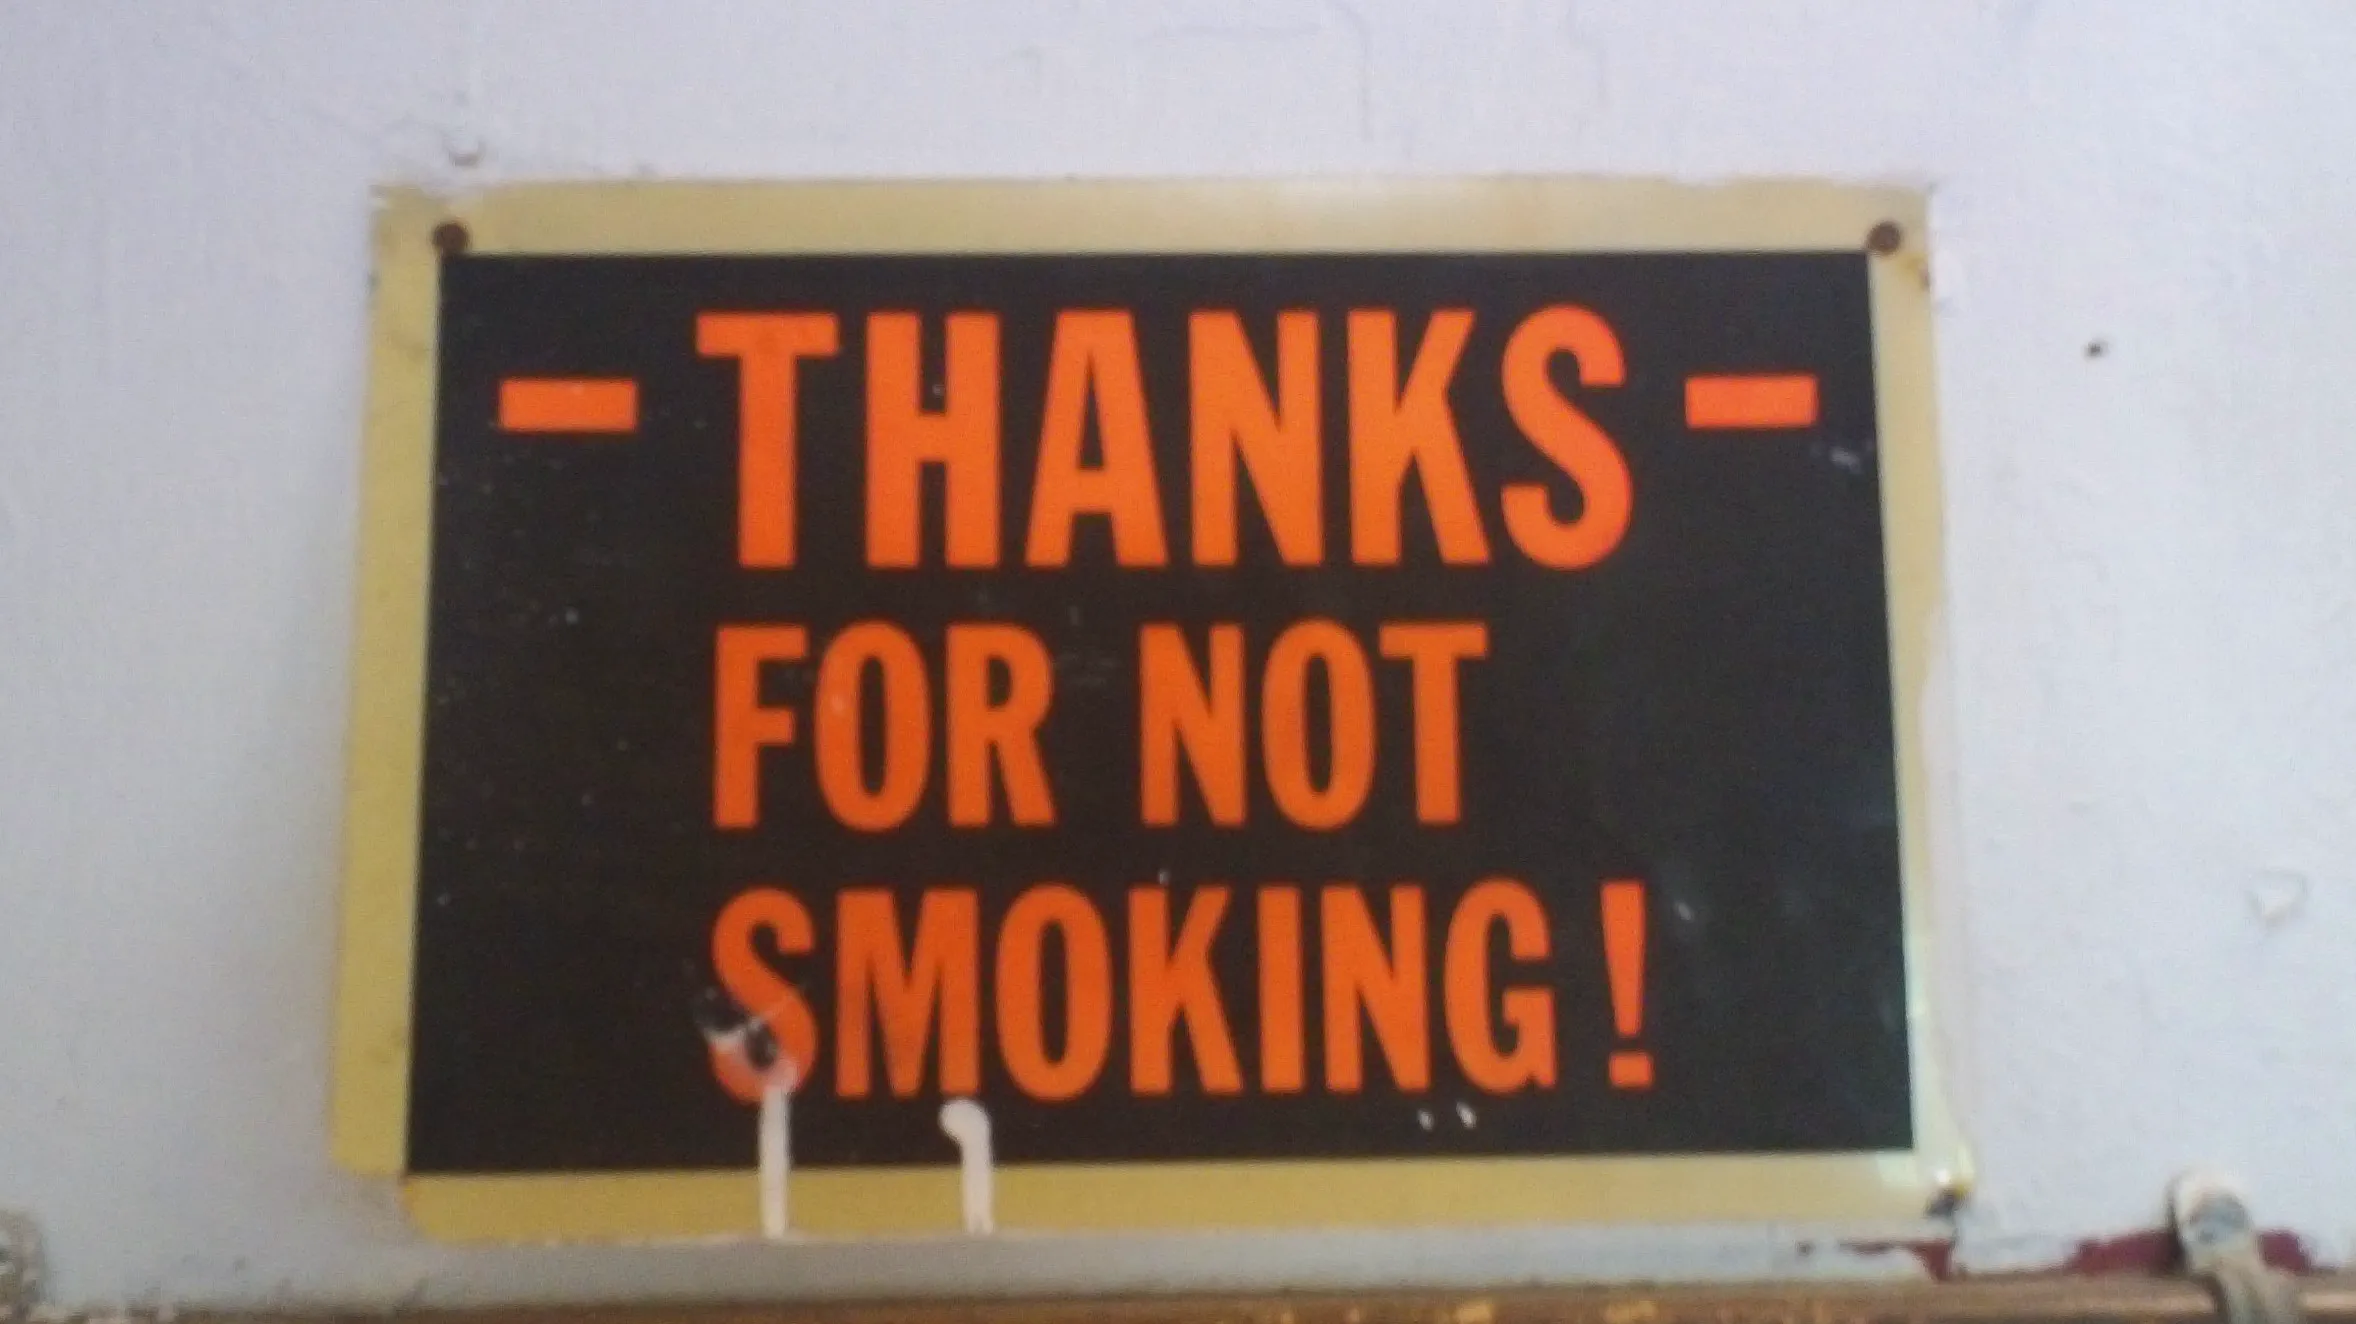 - THANKS -
FOR NOT
SMOKING!